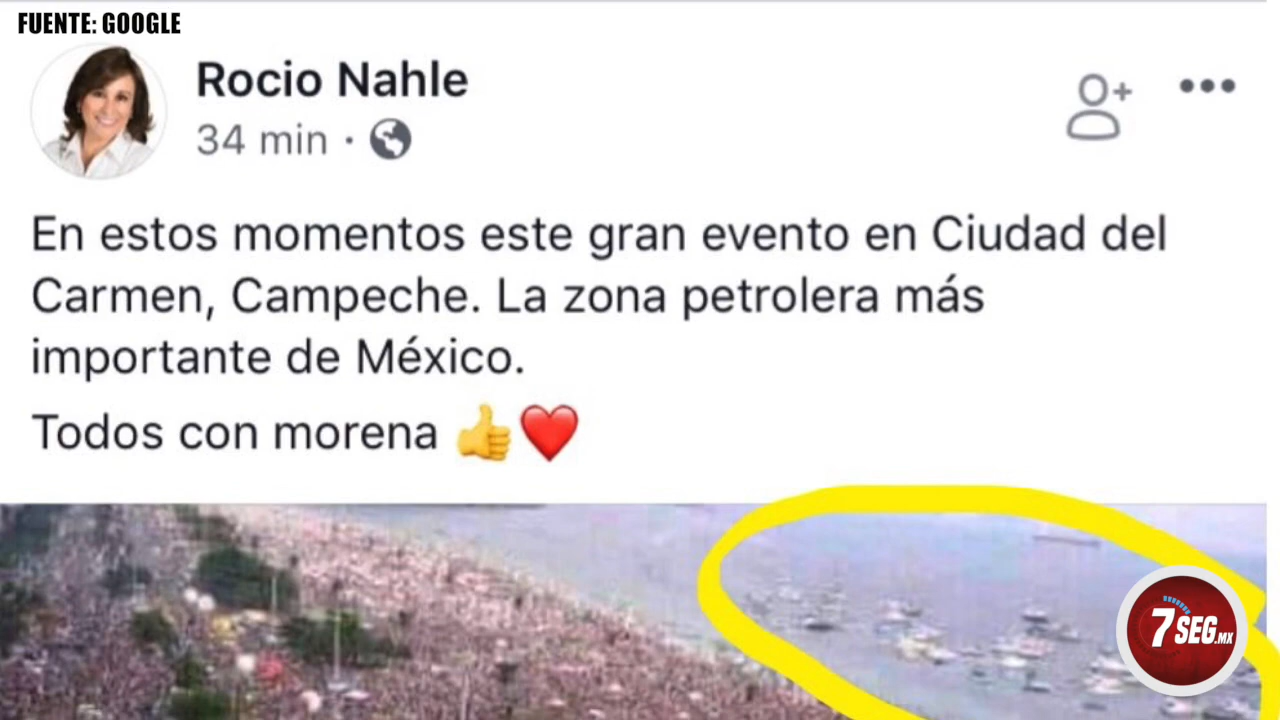 FUENTE: GOOGLE
Rocio Nahle
34 min ·
En estos momentos este gran evento en Ciudad del
Carmen, Campeche. La zona petrolera más
importante de México.
Todos con morena 👍❤️
7SEG.MX